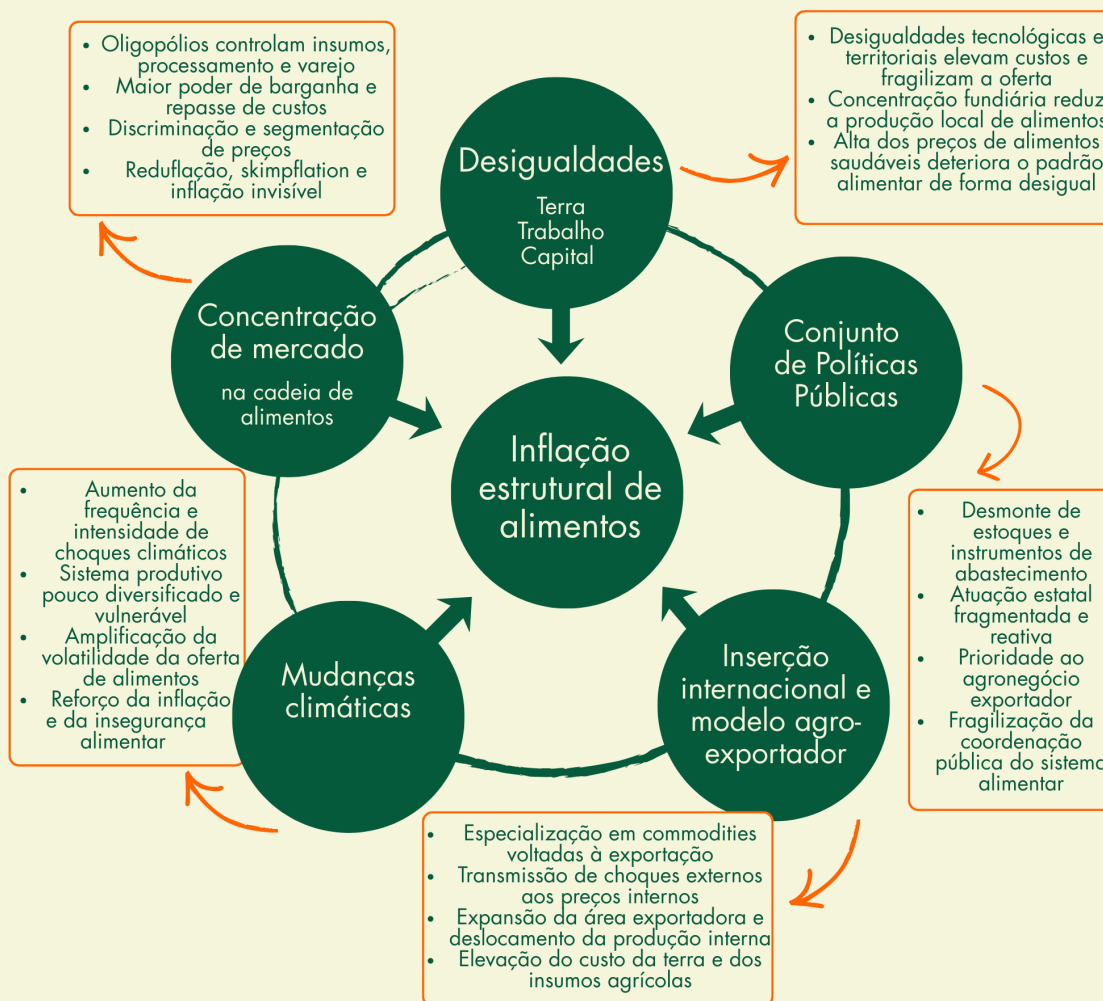 • Oligopólios controlam insumos,
processamento e varejo
• Maior poder de barganha e
repasse de custos
• Discriminação e segmentação
de preços
• Reduflação, skimpflation e
inflação invisível
• Desigualdades tecnológicas e
territoriais elevam custos e
fragilizam a oferta
• Concentração fundiária reduz
a produção local de alimentos
• Alta dos preços de alimentos
saudáveis deteriora o padrão
alimentar de forma desigual
Desigualdades
Terra
Trabalho
Capital
Concentração
de mercado
na cadeia de
alimentos
Conjunto
de Políticas
Públicas
Inflação
estrutural de
alimentos
• Aumento da
frequência e
intensidade de
choques climáticos
• Sistema produtivo
pouco diversificado e
vulnerável
• Amplificação da
volatilidade da oferta
de alimentos
• Reforço da inflação
e da insegurança
alimentar
• Desmonte de
estoques e
instrumentos de
abastecimento
• Atuação estatal
fragmentada e
reativa
• Prioridade ao
agronegócio
exportador
• Fragilização da
coordenação
pública do sistema
alimentar
Mudanças
climáticas
Inserção
internacional e
modelo agro-
exportador
• Especialização em commodities
voltadas à exportação
• Transmissão de choques externos
aos preços internos
• Expansão da área exportadora e
deslocamento da produção interna
• Elevação do custo da terra e dos
insumos agrícolas